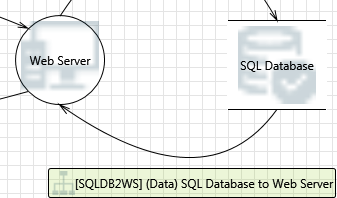 Web Server
SQL Database
[SQLDB2WS] (Data) SQL Database to Web Server